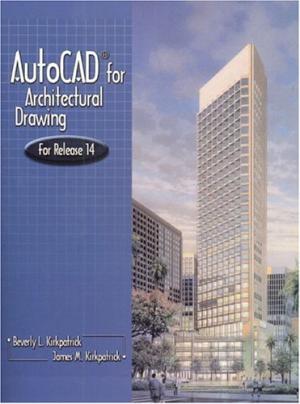 AutoCAD® for
Architectural
Drawing
For Release 14
• Beverly L. Kirkpatrick
James M. Kirkpatrick •